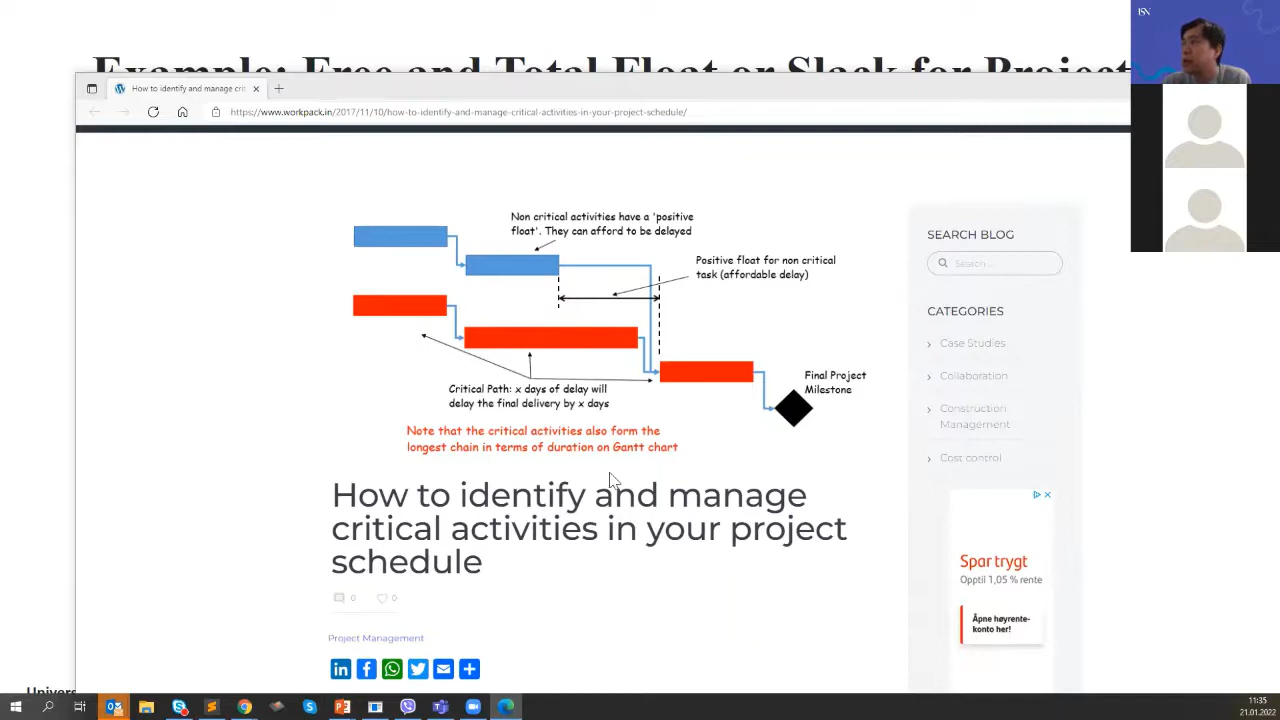 Example: Free and Total Float or Slack for Project
How to identify and manage crit
https://www.workpack.in/2017/11/10/how-to-identify-and-manage-critical-activities-in-your-project-schedule/
Non critical activities have a 'positive
float'. They can afford to be delayed
Positive float for non critical
task (affordable delay)
Critical Path: x days of delay will
delay the final delivery by x days
Final Project
Milestone
Note that the critical activities also form the
longest chain in terms of duration on Gantt chart
How to identify and manage
critical activities in your project
schedule
0
0
Project Management
SEARCH BLOG
Search ...
CATEGORIES
Case Studies
Collaboration
Construction
Management
Cost control
Spar trygt
Opptil 1,05 % rente
Åpne høyrente-
konto her!
Univers
11:35
21.01.2022